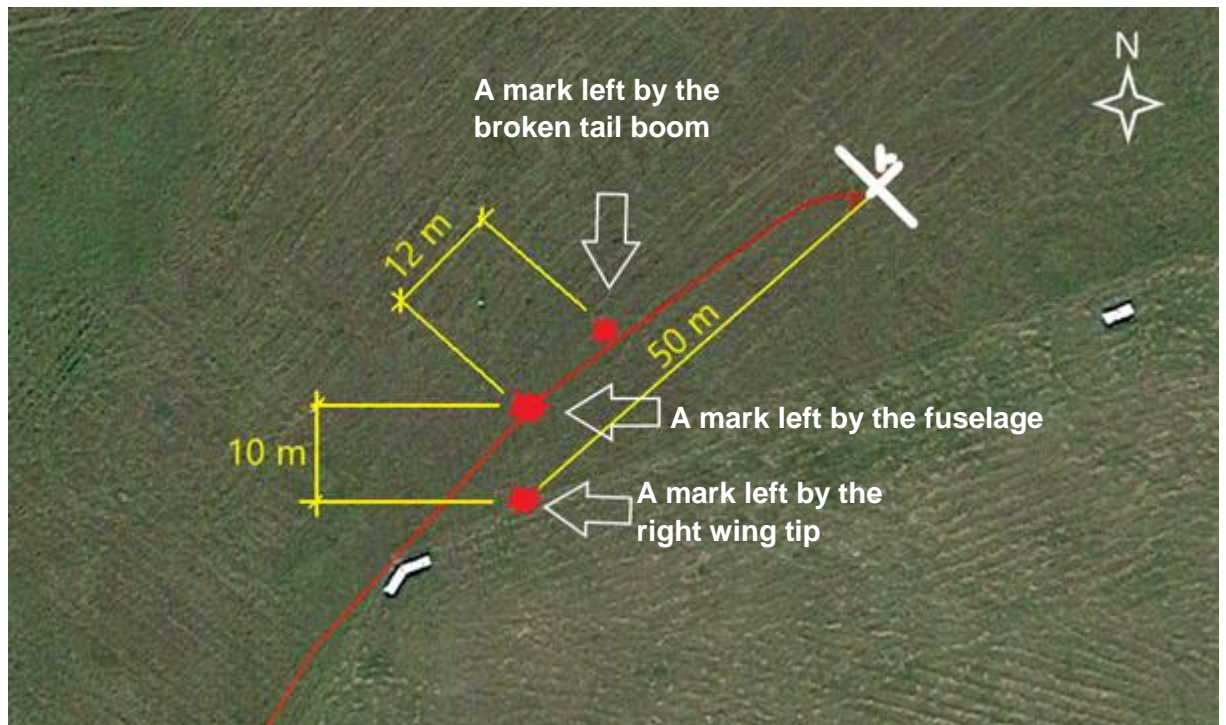 N
A mark left by the
broken tail boom
12 m
50 m
A mark left by the fuselage
10 m
A mark left by the
right wing tip